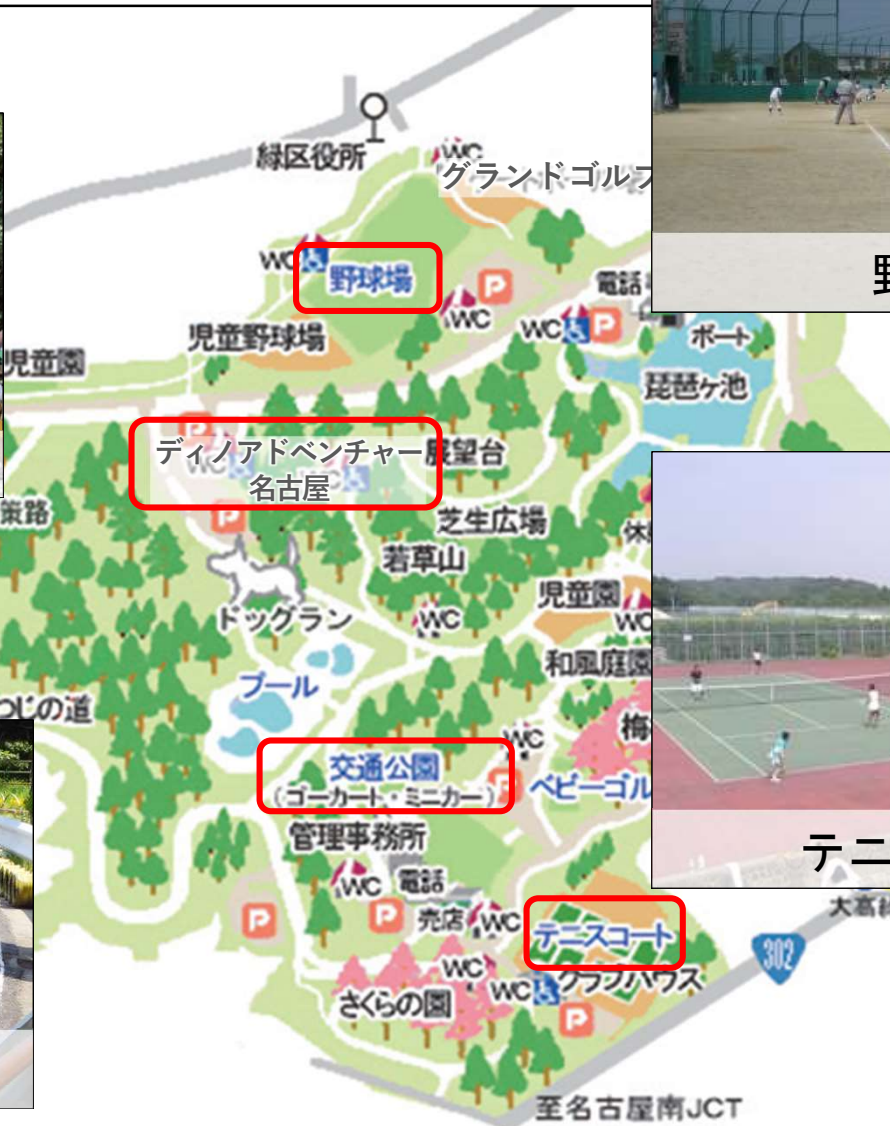 緑区役所
WC
グランドゴルフ
WC
野球場
P
WC
電話
WC
P
ボート
児童野球場
琵琶ヶ池
児童園
P
ディノアドベンチャー
名古屋
WC
展望台
策路
P
芝生広場
若草山
休
ドッグラン
WC
児童園
WC
プール
和風庭園
つじの道
梅
WC
交通公園
(ゴーカート・ミニカー)
P
ベビーゴル
管理事務所
WC
電話
テニ
P
P
売店
WC
テニスコート
大高緑
302
WC
WC
クラブハウス
さくらの園
P
至名古屋南JCT